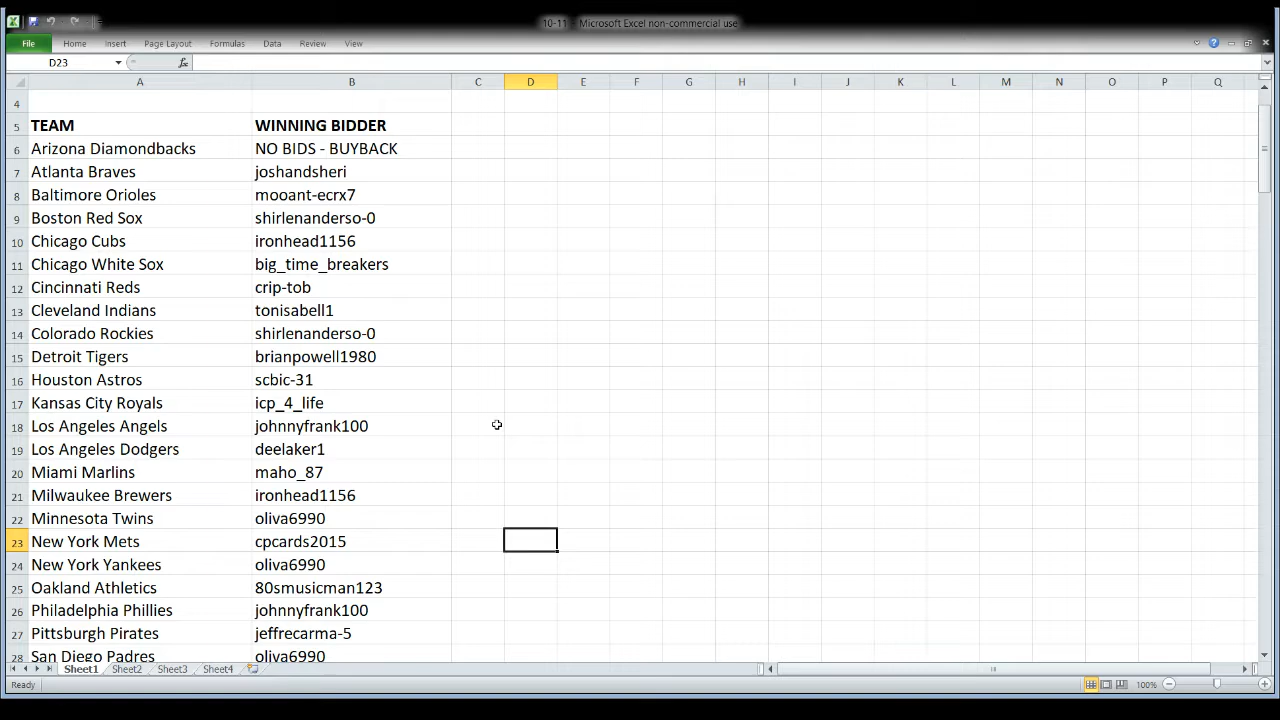 10-11 - Microsoft Excel non-commercial use
File Home Insert Page Layout Formulas Data Review View
D23 fx
A B C D E F G H I J K L M N O P Q
4
5 TEAM WINNING BIDDER
6 Arizona Diamondbacks NO BIDS - BUYBACK
7 Atlanta Braves joshandsheri
8 Baltimore Orioles mooant-ecrx7
9 Boston Red Sox shirlenanderso-0
10 Chicago Cubs ironhead1156
11 Chicago White Sox big_time_breakers
12 Cincinnati Reds crip-tob
13 Cleveland Indians tonisabell1
14 Colorado Rockies shirlenanderso-0
15 Detroit Tigers brianpowell1980
16 Houston Astros scbic-31
17 Kansas City Royals icp_4_life
18 Los Angeles Angels johnnyfrank100
19 Los Angeles Dodgers deelaker1
20 Miami Marlins maho_87
21 Milwaukee Brewers ironhead1156
22 Minnesota Twins oliva6990
23 New York Mets cpcards2015
24 New York Yankees oliva6990
25 Oakland Athletics 80smusicman123
26 Philadelphia Phillies johnnyfrank100
27 Pittsburgh Pirates jeffrecarma-5
28 San Diego Padres oliva6990
Sheet1 Sheet2 Sheet3 Sheet4
Ready 100%